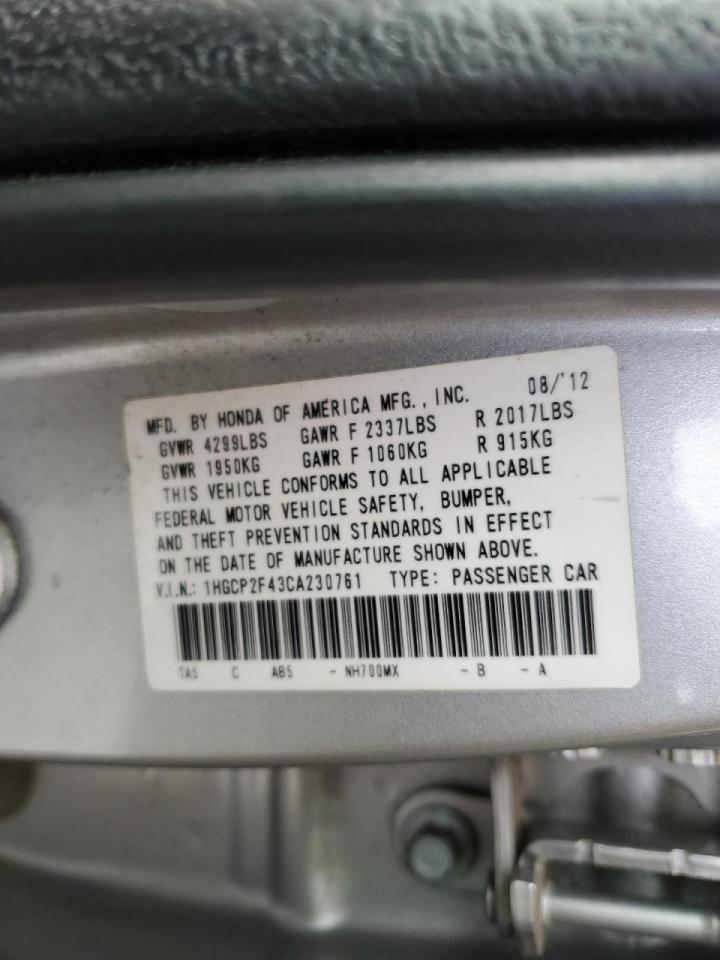 MFD. BY HONDA OF AMERICA MFG., INC. 08/'12
GVWR 4299LBS GAWR F 2337LBS R 2017LBS
GVWR 1950KG GAWR F 1060KG R 915KG
THIS VEHICLE CONFORMS TO ALL APPLICABLE
FEDERAL MOTOR VEHICLE SAFETY, BUMPER,
AND THEFT PREVENTION STANDARDS IN EFFECT
ON THE DATE OF MANUFACTURE SHOWN ABOVE.
V.I.N.: 1HGCP2F43CA230761 TYPE: PASSENGER CAR
TA5 C AB5 - NH700MX - B - A